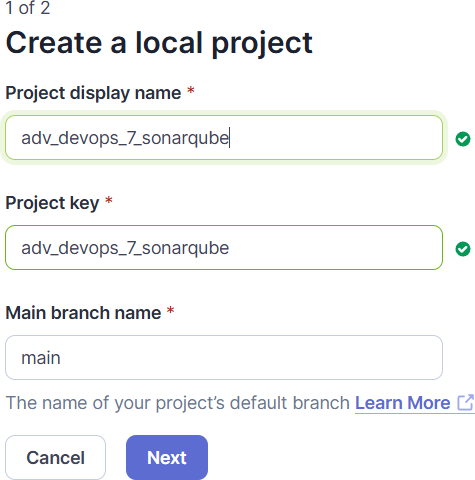 1 of 2
Create a local project
Project display name *
adv_devops_7_sonarqube
Project key *
adv_devops_7_sonarqube
Main branch name *
main
The name of your project's default branch Learn More
Cancel Next